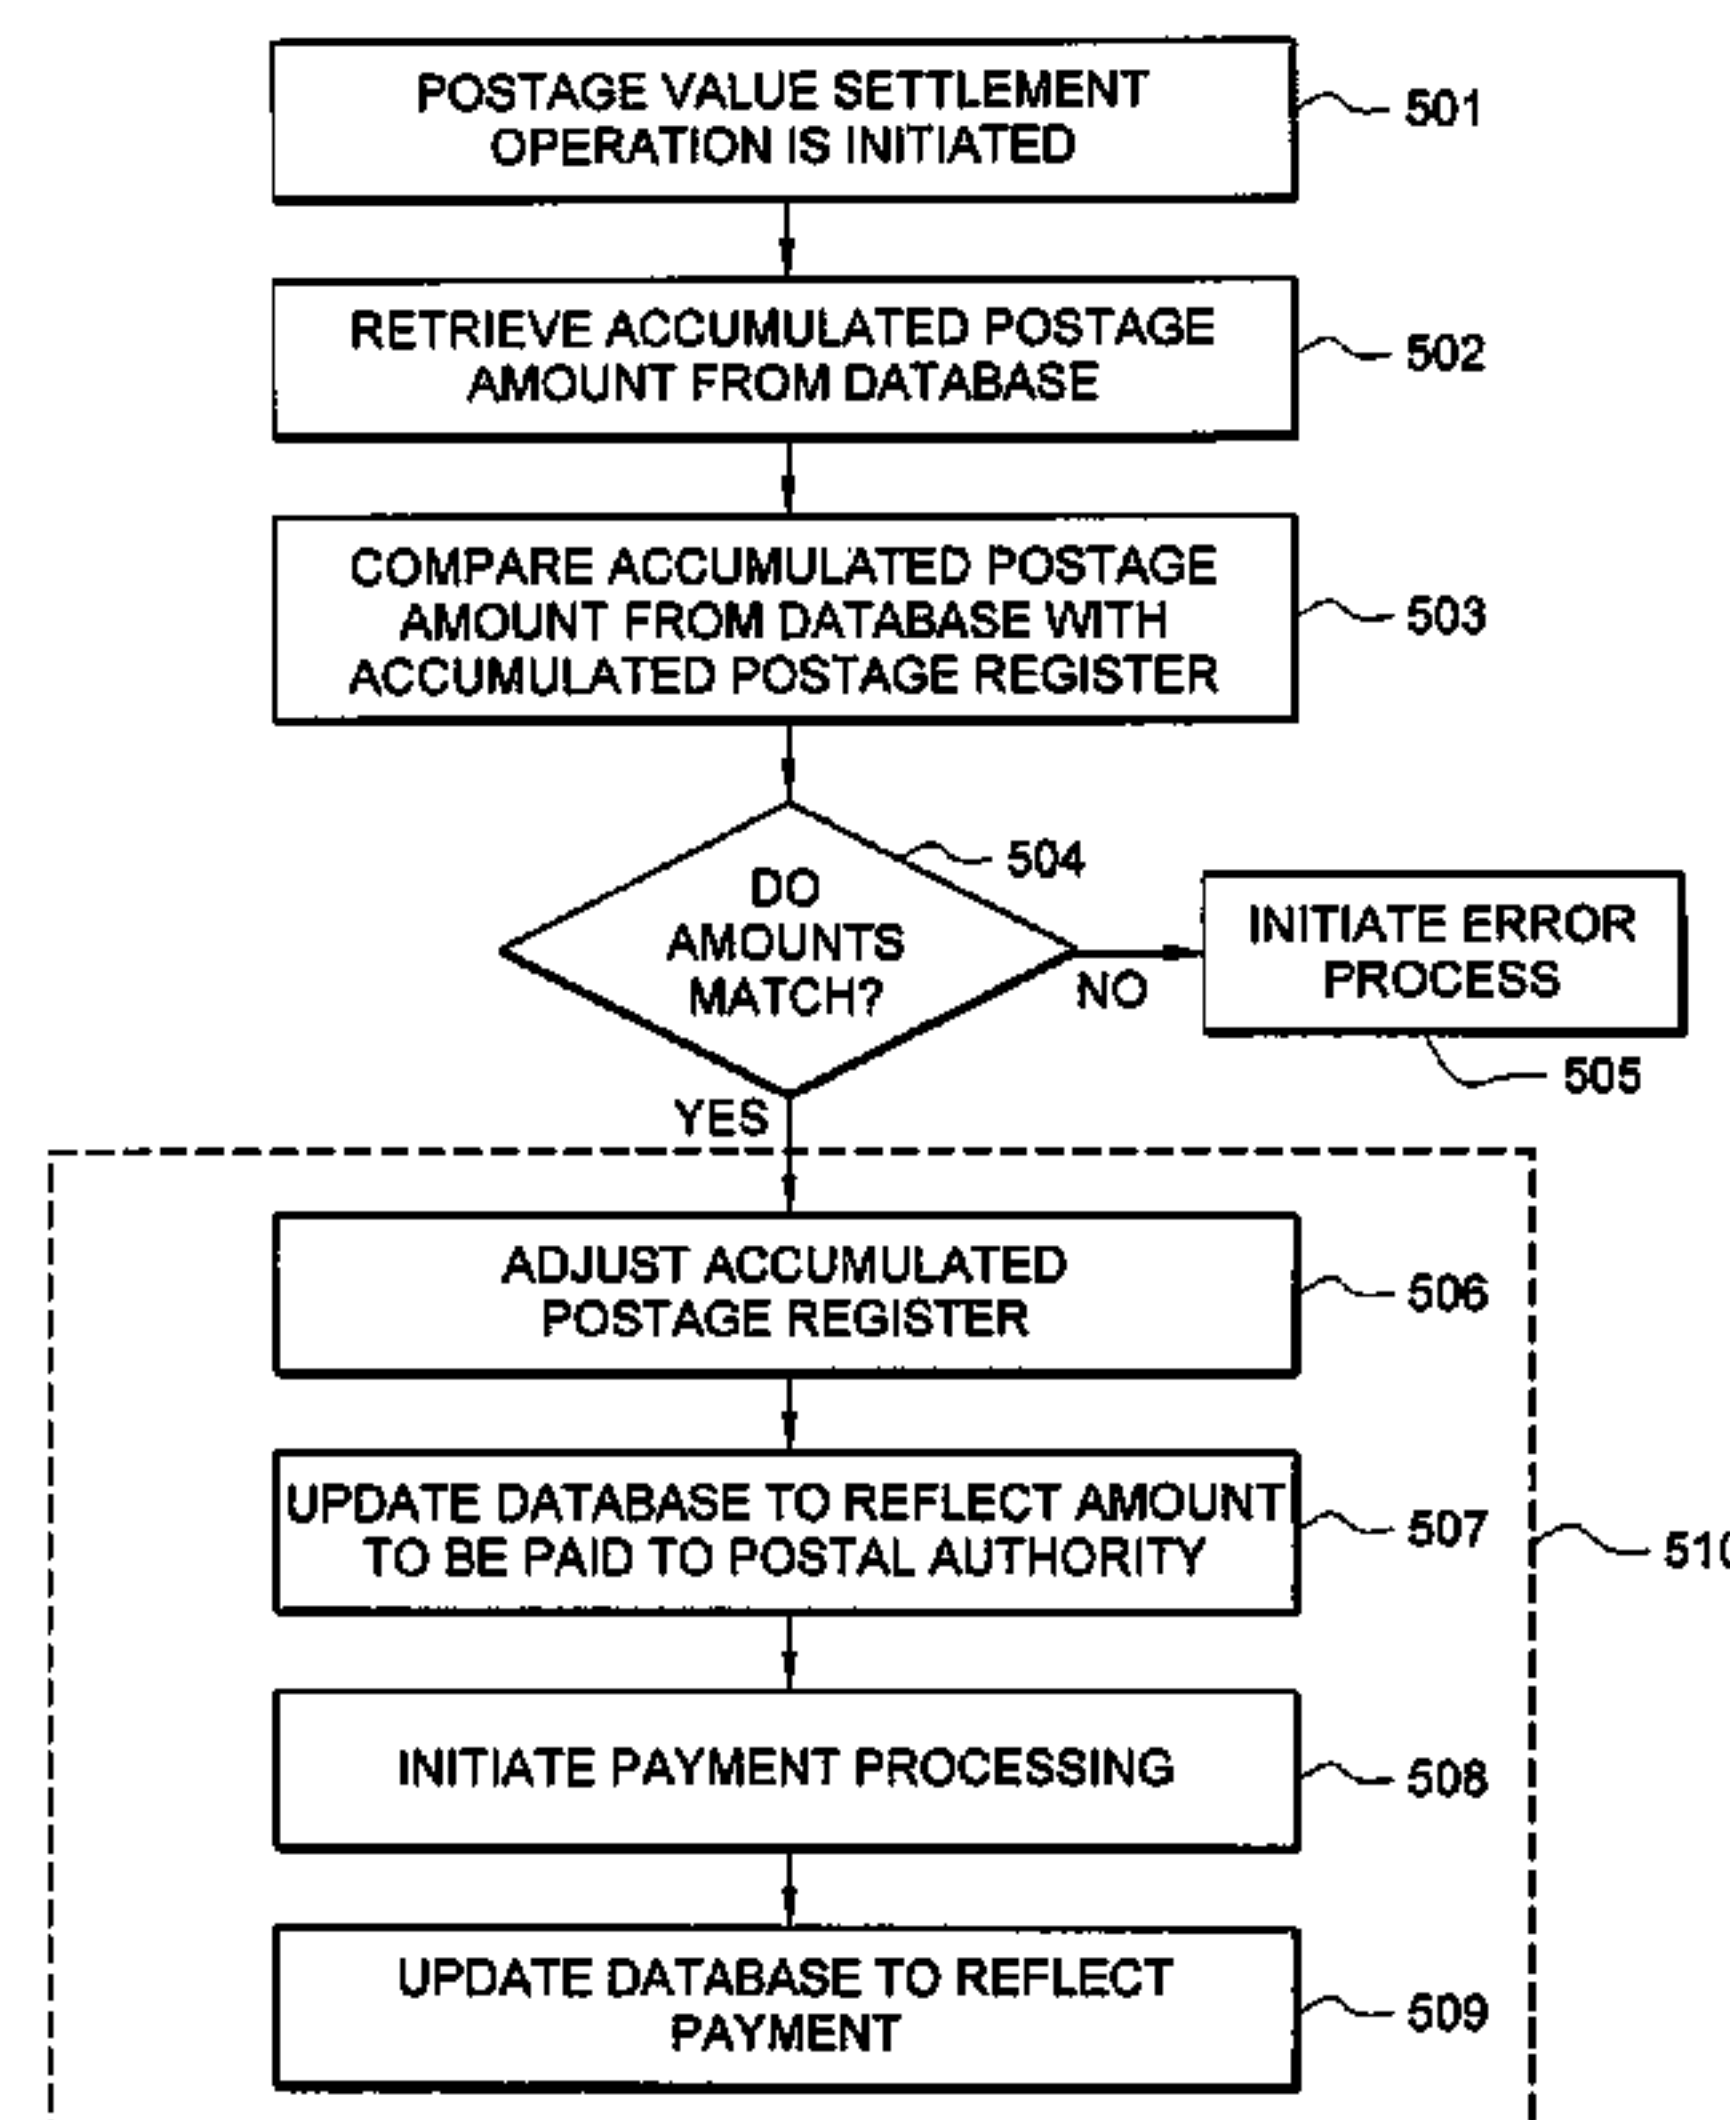 POSTAGE VALUE SETTLEMENT
OPERATION IS INITIATED
501
RETRIEVE ACCUMULATED POSTAGE
AMOUNT FROM DATABASE
502
COMPARE ACCUMULATED POSTAGE
AMOUNT FROM DATABASE WITH
ACCUMULATED POSTAGE REGISTER
503
DO
AMOUNTS
MATCH?
504
NO
INITIATE ERROR
PROCESS
505
YES
ADJUST ACCUMULATED
POSTAGE REGISTER
506
UPDATE DATABASE TO REFLECT AMOUNT
TO BE PAID TO POSTAL AUTHORITY
507
510
INITIATE PAYMENT PROCESSING
508
UPDATE DATABASE TO REFLECT
PAYMENT
509